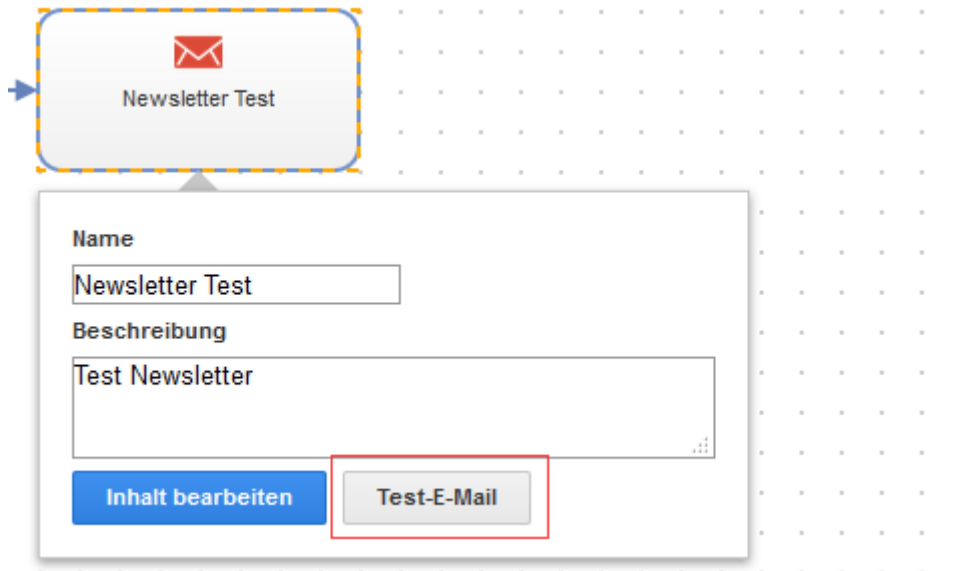 Newsletter Test
Name
Newsletter Test
Beschreibung
Test Newsletter
Inhalt bearbeiten
Test-E-Mail